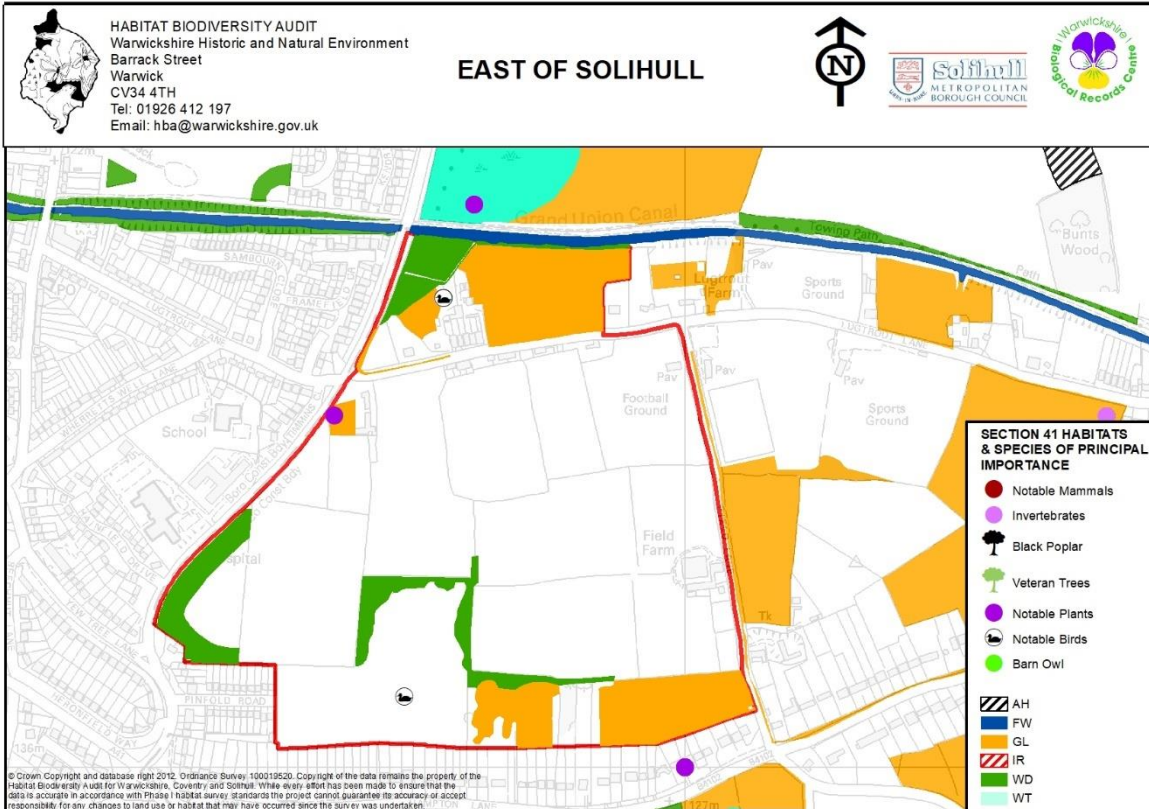 HABITAT BIODIVERSITY AUDIT
Warwickshire Historic and Natural Environment
Barrack Street
Warwick
CV34 4TH
Tel: 01926 412 197
Email: hba@warwickshire.gov.uk
EAST OF SOLIHULL
N
Solihull
METROPOLITAN
BOROUGH COUNCIL
Warwickshire
Biological Records Centre
122m
Grand Union Canal
Towing Path
Bunts
Wood
Path
PO
Pav
Lugtrout
Farm
Sports
Ground
LUGTROUT LANE
Pav
Pav
Pav
Football
Ground
Sports
Ground
School
Field
Farm
Tk
PINFOLD ROAD
136m
127m
SECTION 41 HABITATS
& SPECIES OF PRINCIPAL
IMPORTANCE
Notable Mammals
Invertebrates
Black Poplar
Veteran Trees
Notable Plants
Notable Birds
Barn Owl
AH
FW
GL
IR
WD
WT
© Crown Copyright and database right 2012. Ordnance Survey 100019520. Copyright of the data remains the property of the
Habitat Biodiversity Audit for Warwickshire, Coventry and Solihull. While every effort has been made to ensure that the
data is accurate in accordance with Phase I habitat survey standards the project cannot guarantee its accuracy or accept
responsibility for any changes to land use or habitat that may have occurred since the survey was undertaken.